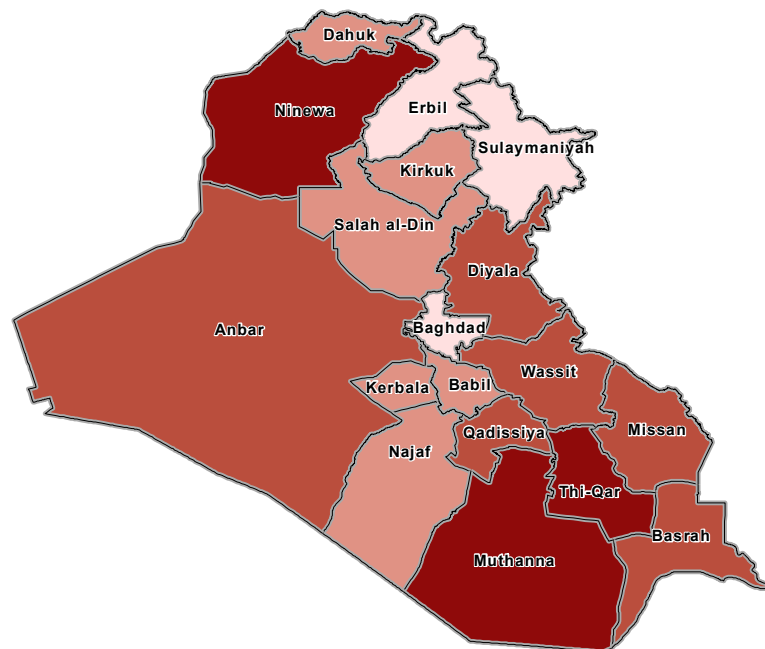 Dahuk
Erbil
Ninewa
Sulaymaniyah
Kirkuk
Salah al-Din
Diyala
Anbar
Baghdad
Wassit
Kerbala
Babil
Missan
Qadissiya
Najaf
Thi-Qar
Basrah
Muthanna